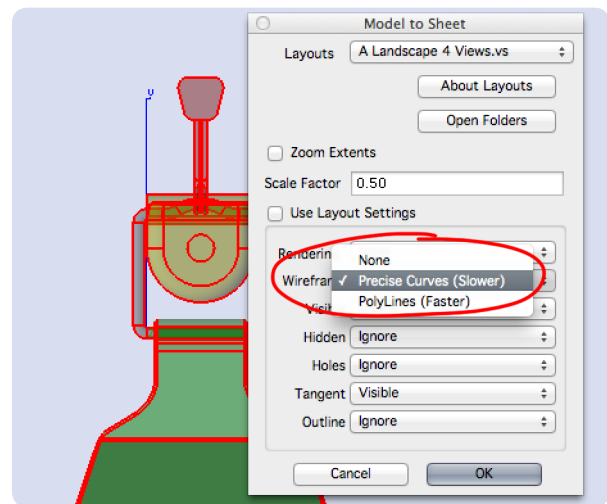 Model to Sheet
Layouts A Landscape 4 Views.vs
About Layouts
Open Folders
Zoom Extents
Scale Factor 0.50
Use Layout Settings
Renderin
None
Wirefra ✓ Precise Curves (Slower)
PolyLines (Faster)
Visib
Hidden Ignore
Holes Ignore
Tangent Visible
Outline Ignore
Cancel OK
y